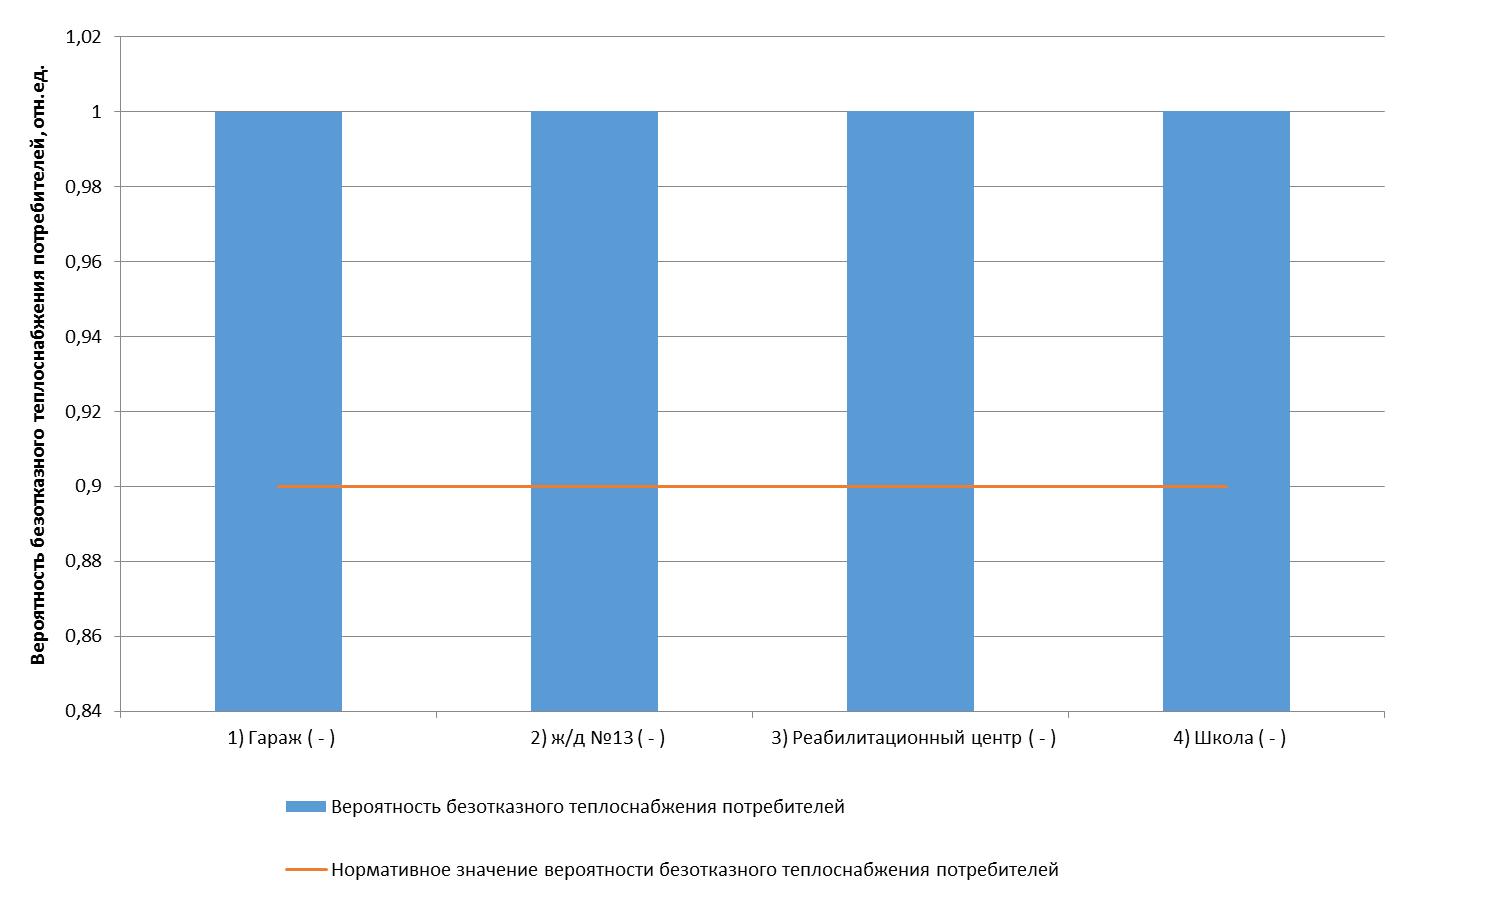 Вероятность безотказного теплоснабжения потребителей, отн.ед.
1,02
1
0,98
0,96
0,94
0,92
0,9
0,88
0,86
0,84
1) Гараж ( - )
2) ж/д №13 ( - )
3) Реабилитационный центр ( - )
4) Школа ( - )
Вероятность безотказного теплоснабжения потребителей
Нормативное значение вероятности безотказного теплоснабжения потребителей